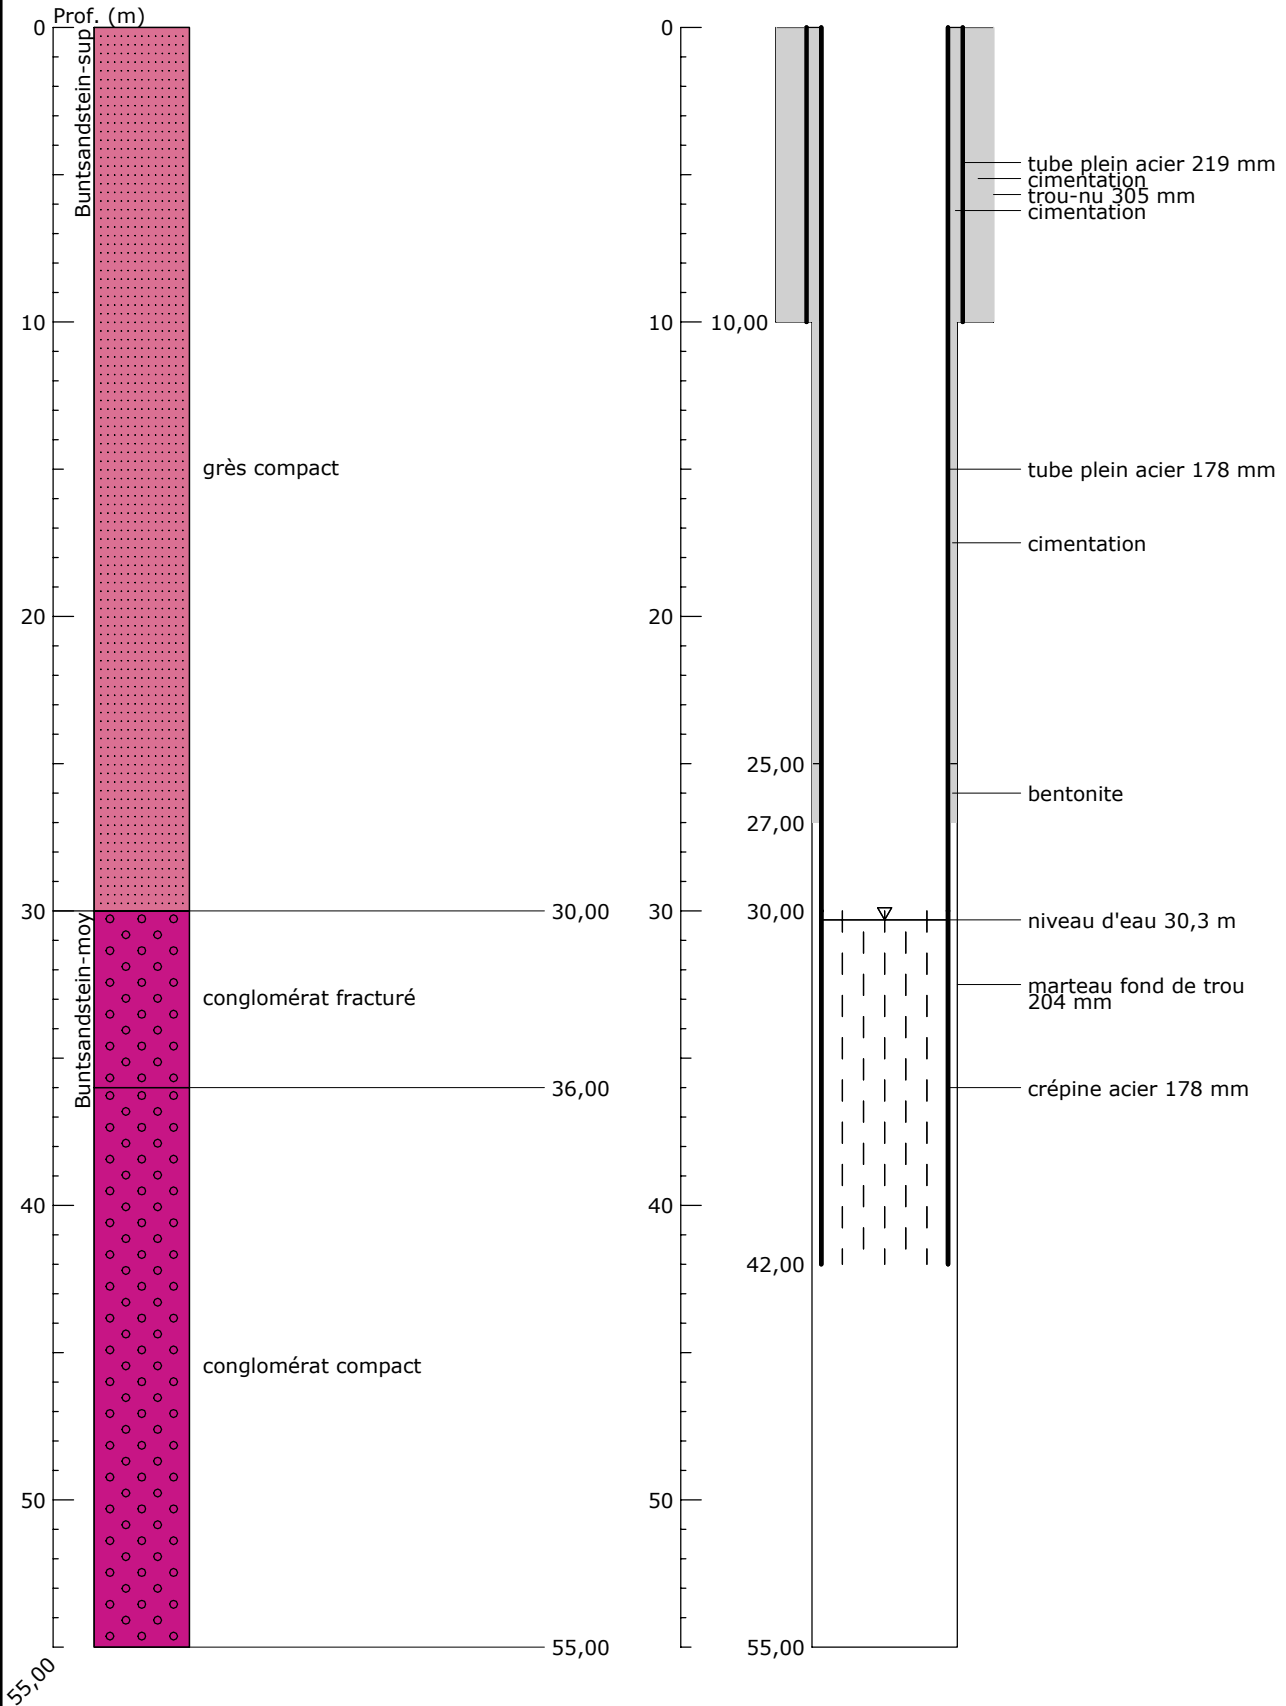 Prof. (m)
0
10
20
30
40
50
55,00
Buntsandstein-sup
Buntsandstein-moy
grès compact
30,00
conglomérat fracturé
36,00
conglomérat compact
55,00
0
10
20
30
40
50
10,00
25,00
27,00
30,00
42,00
55,00
tube plein acier 219 mm
cimentation
trou-nu 305 mm
cimentation
tube plein acier 178 mm
cimentation
bentonite
niveau d'eau 30,3 m
marteau fond de trou
204 mm
crépine acier 178 mm